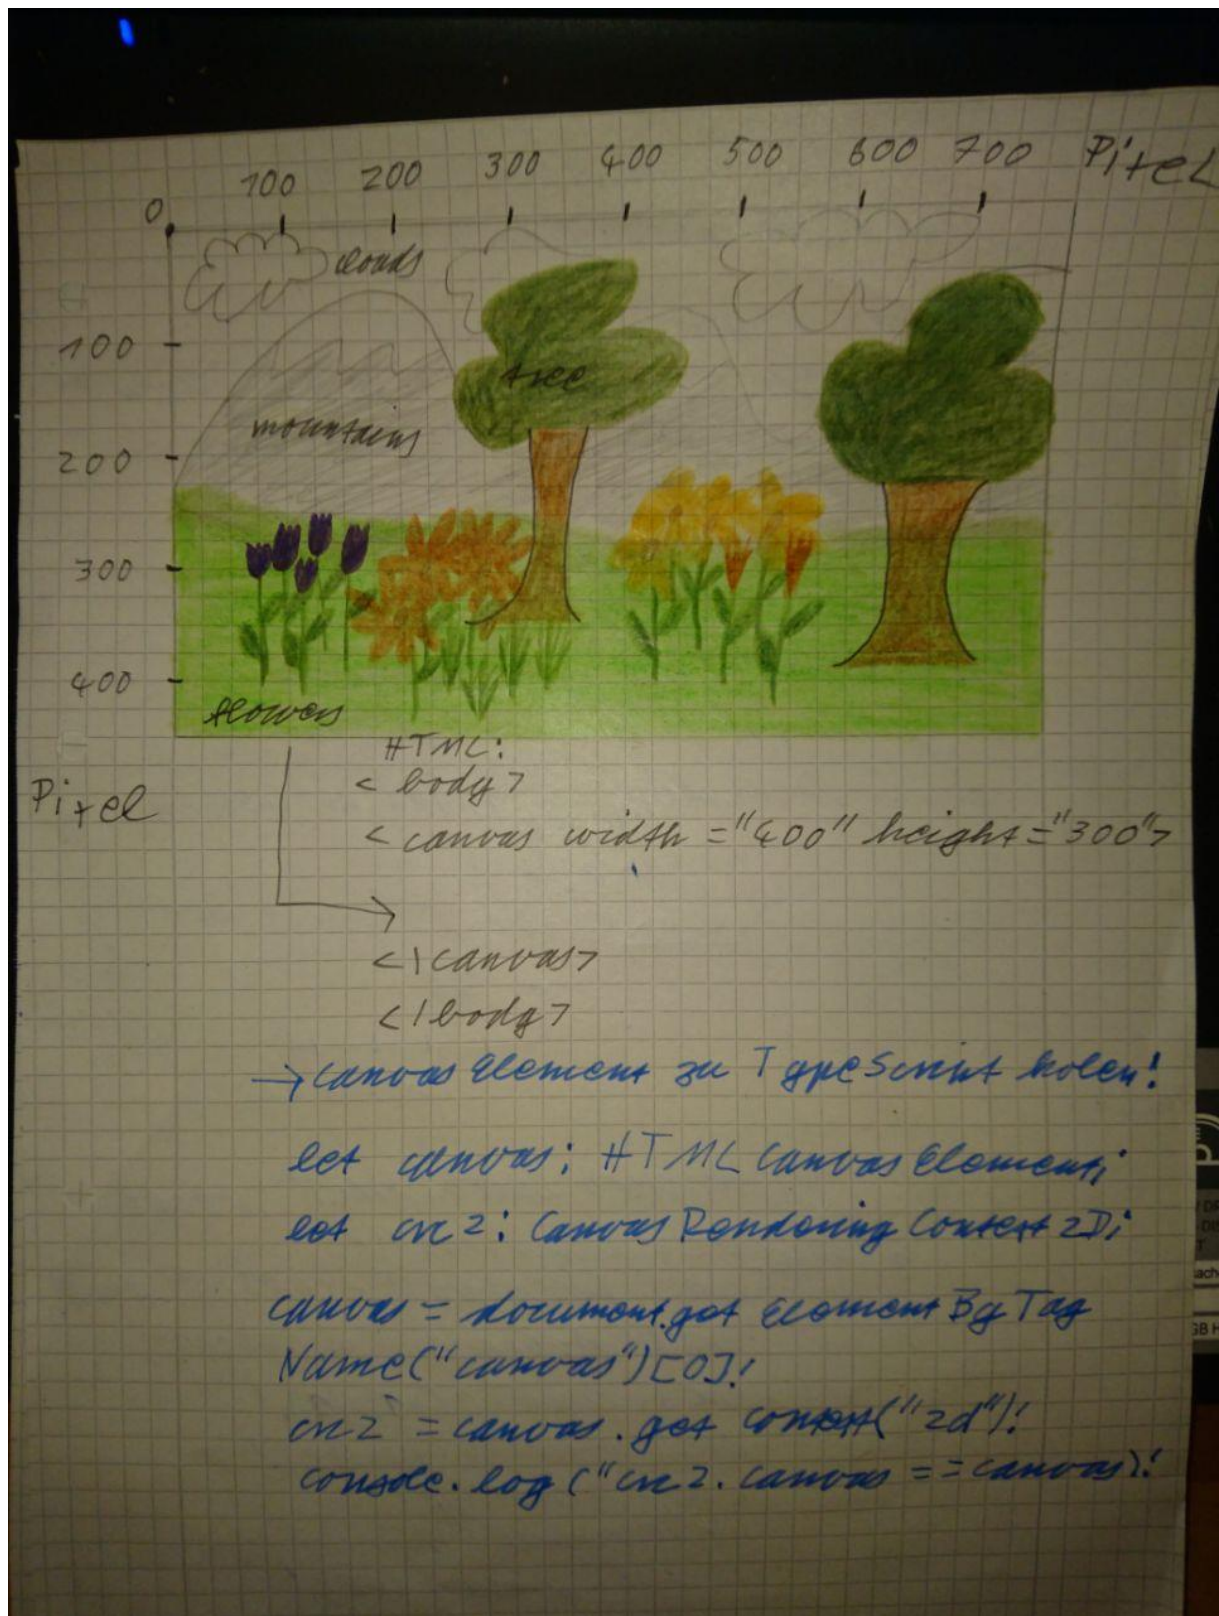 100 200 300 400 500 600 700 Pixel
0
clouds
100
tree
mountains
200
300
400
flowers
HTML:
Pixel
< body >
< canvas width ="400" height="300">
<\canvas>
</body>
→ canvas Element zu TypeScript holen!
let canvas: HTML Canvas Element;
let crc2: Canvas Rendering Context 2D;
canvas = document.get Element By Tag
Name("canvas")[0]!
crc2 = canvas . get context("2d")!
console.log ("crc2. canvas == canvas)!